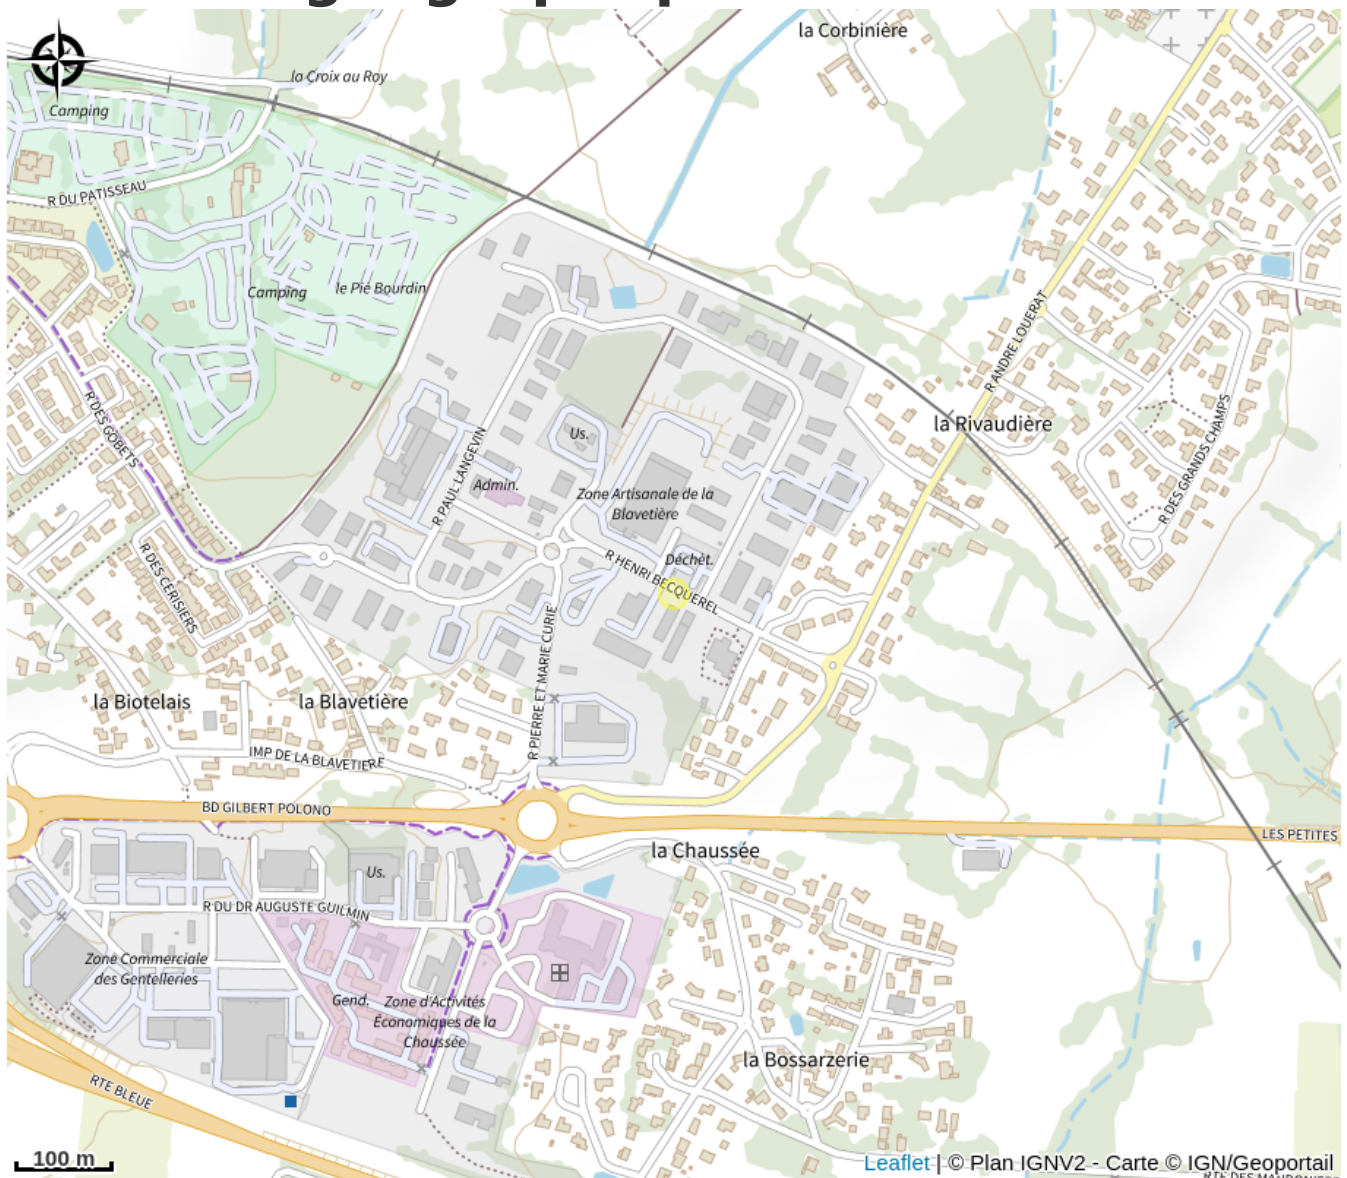 la Corbinière
la Croix au Roy
Camping
R DU PATISSEAU
Camping
le Pié Bourdin
R ANDRE LOUERAT
R DES GOBETS
la Rivaudière
R DES GRANDS CHAMPS
Us.
R PAUL LANGEVIN
Admin.
Zone Artisanale de la
Blavetière
R DES CERISIERS
Déchèt.
R HENRI BECQUEREL
R PIERRE ET MARIE CURIE
la Biotelais
la Blavetière
IMP DE LA BLAVETIERE
BD GILBERT POLONO
LES PETITES
la Chaussée
Us.
R DU DR AUGUSTE GUILMIN
Zone Commerciale
des Gentelleries
Gend.
Zone d'Activités
Économiques de la
Chaussée
la Bossarzerie
RTE BLEUE
100 m
Leaflet | © Plan IGNV2 - Carte © IGN/Geoportail